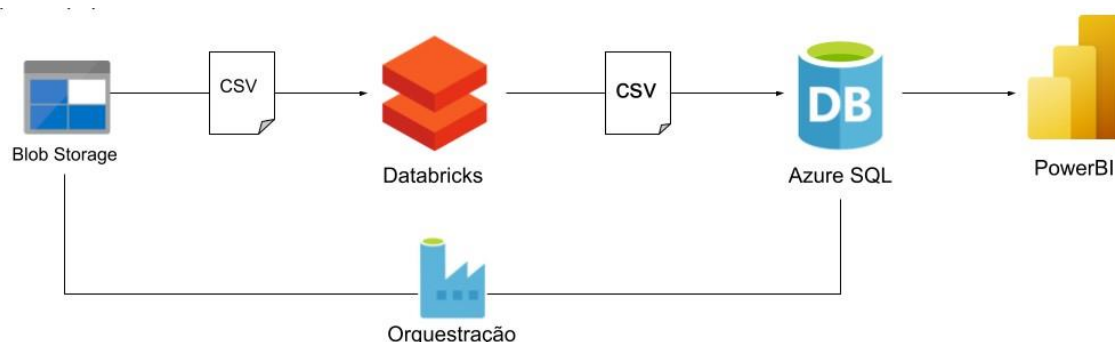 CSV
CSV
DB
Blob Storage
Databricks
Azure SQL
PowerBI
Orquestração